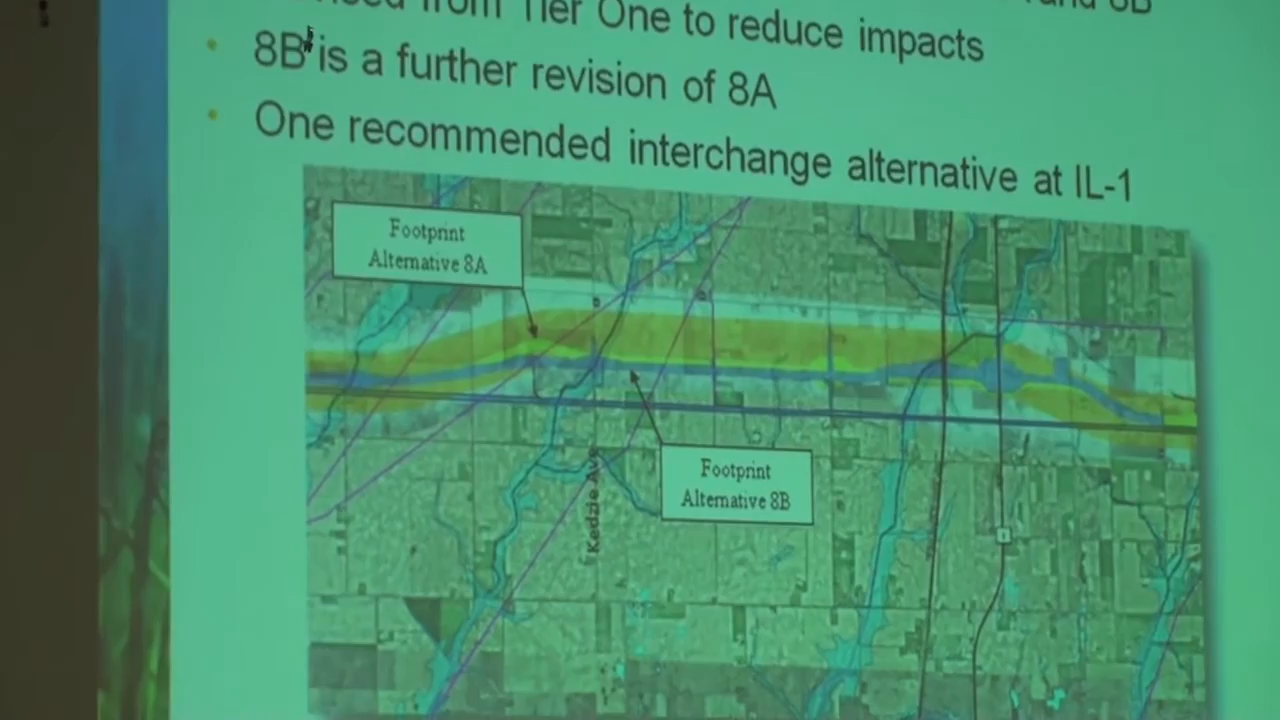 from Tier One to reduce impacts
8B is a further revision of 8A
One recommended interchange alternative at IL-1
Footprint
Alternative 8A
Footprint
Alternative 8B
Kedzie Ave
1